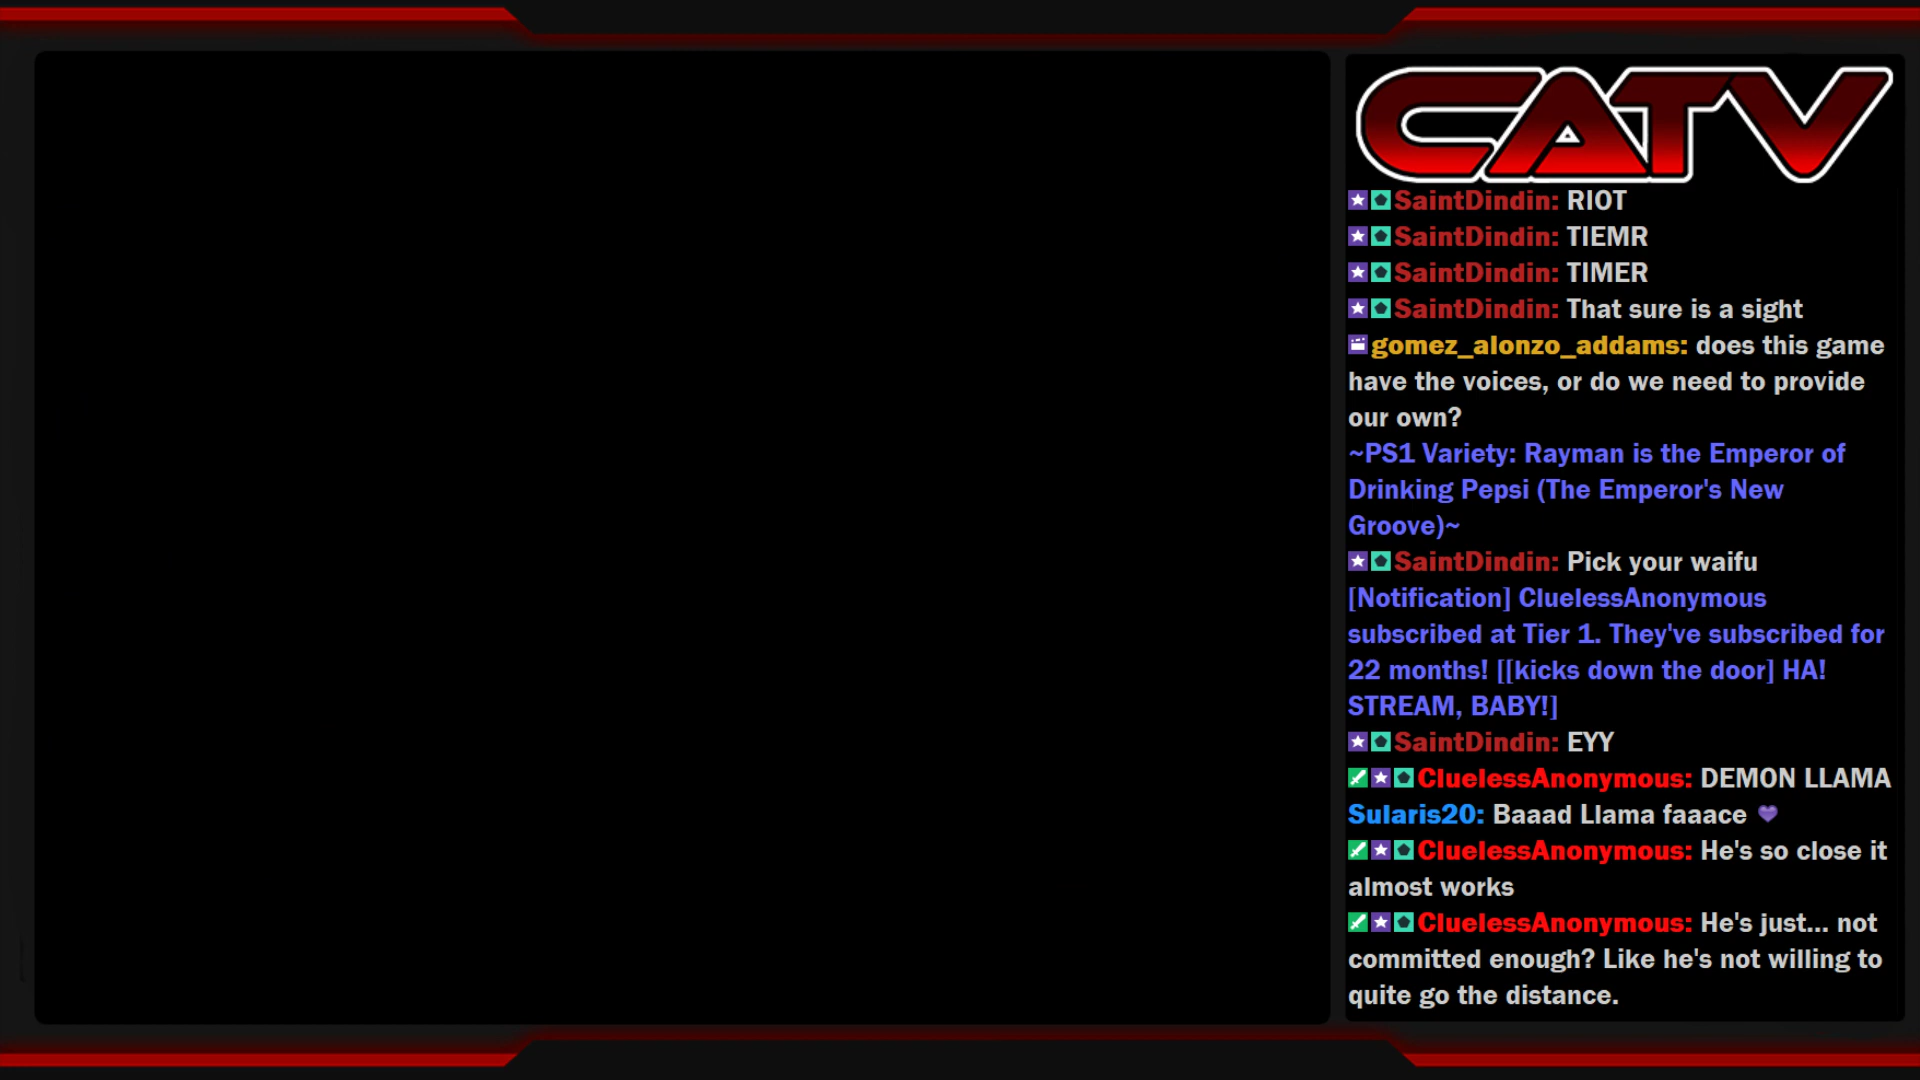 CATV
SaintDindin: RIOT
SaintDindin: TIEMR
SaintDindin: TIMER
SaintDindin: That sure is a sight
gomez_alonzo_addams: does this game
have the voices, or do we need to provide
our own?
~PS1 Variety: Rayman is the Emperor of
Drinking Pepsi (The Emperor's New
Groove)~
SaintDindin: Pick your waifu
[Notification] CluelessAnonymous
subscribed at Tier 1. They've subscribed for
22 months! [[kicks down the door] HA!
STREAM, BABY!]
SaintDindin: EYY
CluelessAnonymous: DEMON LLAMA
Sularis20: Baaad Llama faaace 💜
CluelessAnonymous: He's so close it
almost works
CluelessAnonymous: He's just... not
committed enough? Like he's not willing to
quite go the distance.